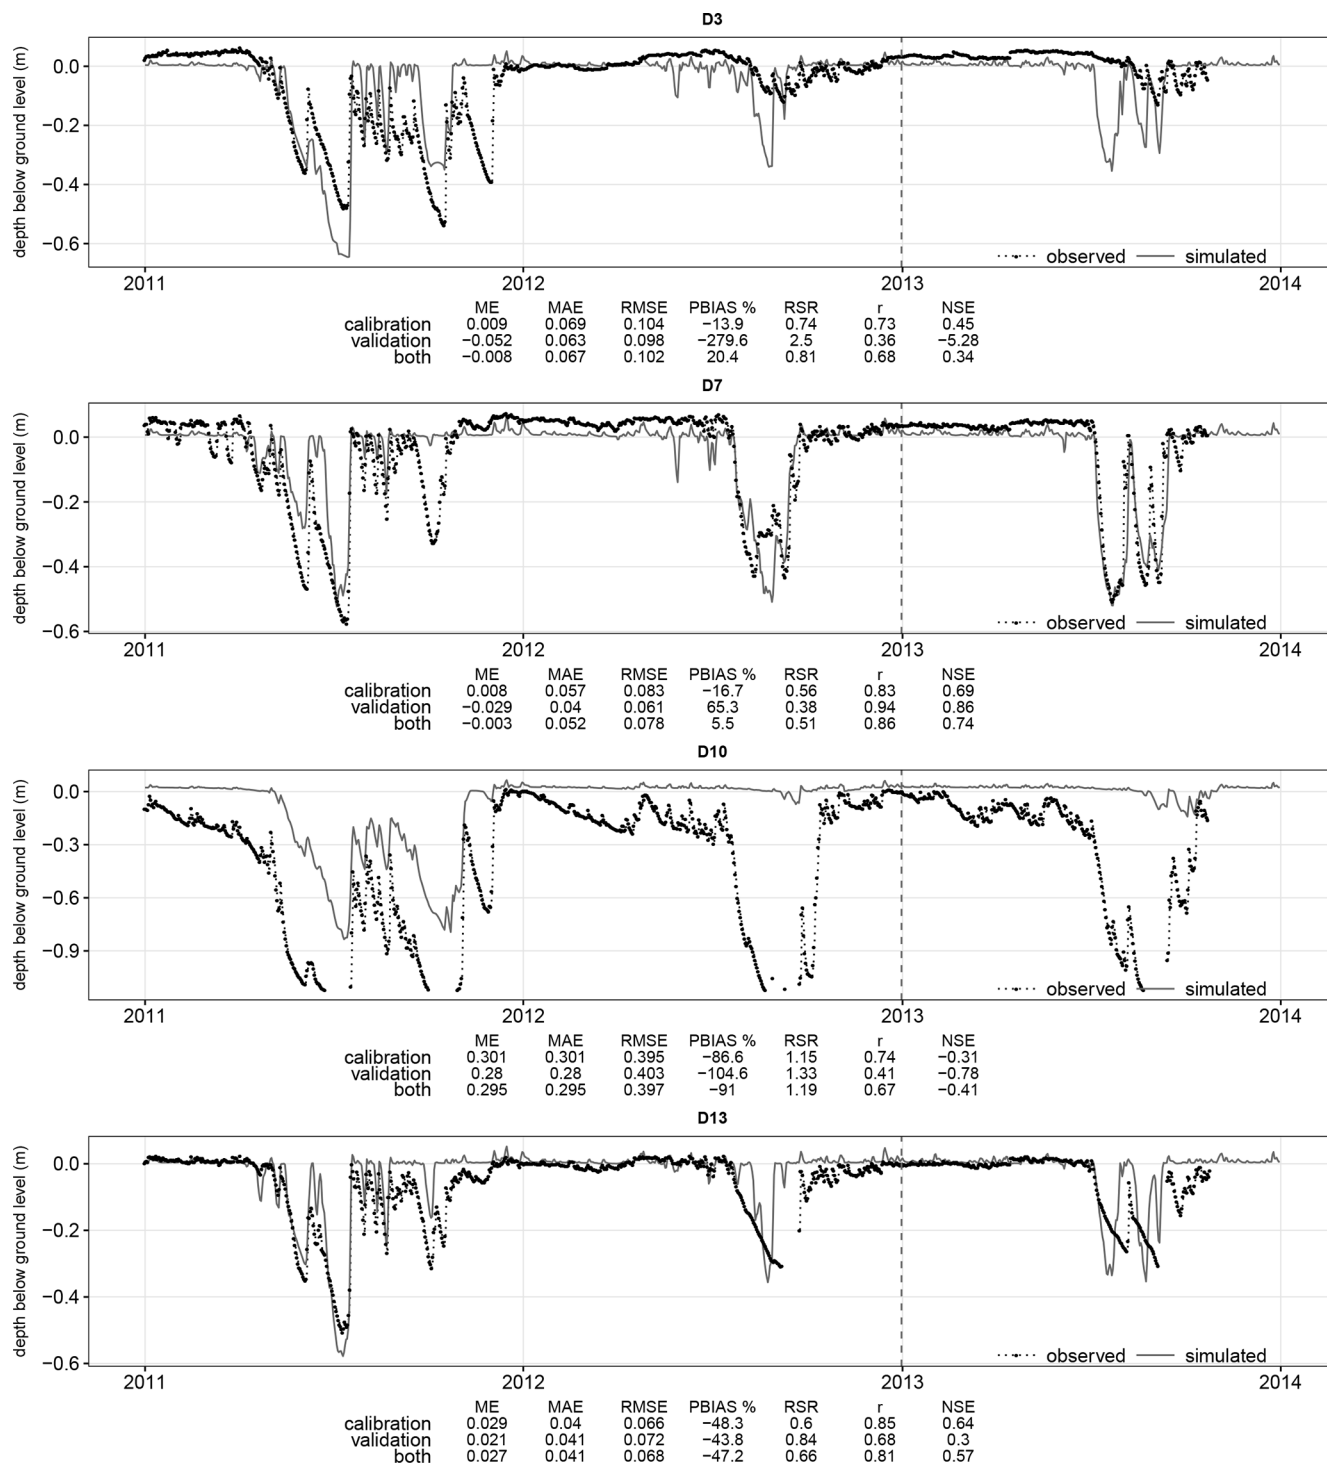 D3
depth below ground level (m)
0.0
−0.2
−0.4
−0.6
observed simulated
2011 2012 2013 2014
ME MAE RMSE PBIAS % RSR r NSE
calibration 0.009 0.069 0.104 −13.9 0.74 0.73 0.45
validation −0.052 0.063 0.098 −279.6 2.5 0.36 −5.28
both −0.008 0.067 0.102 20.4 0.81 0.68 0.34
D7
depth below ground level (m)
0.0
−0.2
−0.4
−0.6
observed simulated
2011 2012 2013 2014
ME MAE RMSE PBIAS % RSR r NSE
calibration 0.008 0.057 0.083 −16.7 0.56 0.83 0.69
validation −0.029 0.04 0.061 65.3 0.38 0.94 0.86
both −0.003 0.052 0.078 5.5 0.51 0.86 0.74
D10
depth below ground level (m)
0.0
−0.3
−0.6
−0.9
observed simulated
2011 2012 2013 2014
ME MAE RMSE PBIAS % RSR r NSE
calibration 0.301 0.301 0.395 −86.6 1.15 0.74 −0.31
validation 0.28 0.28 0.403 −104.6 1.33 0.41 −0.78
both 0.295 0.295 0.397 −91 1.19 0.67 −0.41
D13
depth below ground level (m)
0.0
−0.2
−0.4
−0.6
observed simulated
2011 2012 2013 2014
ME MAE RMSE PBIAS % RSR r NSE
calibration 0.029 0.04 0.066 −48.3 0.6 0.85 0.64
validation 0.021 0.041 0.072 −43.8 0.84 0.68 0.3
both 0.027 0.041 0.068 −47.2 0.66 0.81 0.57